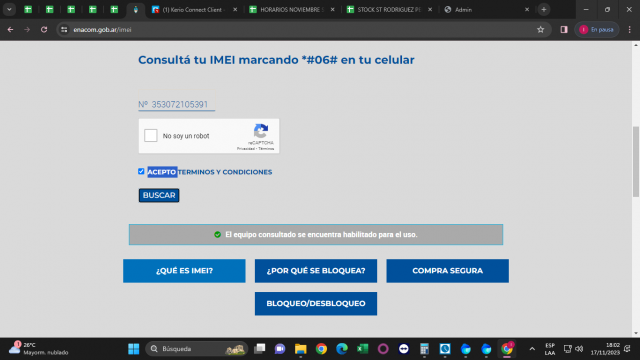 (1) Kerio Connect Client -
HORARIOS NOVIEMBRE
STOCK ST RODRIGUEZ
Admin
enacom.gob.ar/imei
En pausa
Consultá tu IMEI marcando *#06# en tu celular
Nº 353072105391
No soy un robot
reCAPTCHA
Privacidad - Términos
ACEPTO TERMINOS Y CONDICIONES
BUSCAR
El equipo consultado se encuentra habilitado para el uso.
¿QUÉ ES IMEI?
¿POR QUÉ SE BLOQUEA?
COMPRA SEGURA
BLOQUEO/DESBLOQUEO
26°C
Mayorm. nublado
Búsqueda
ESP
LAA
18:02
17/11/2023